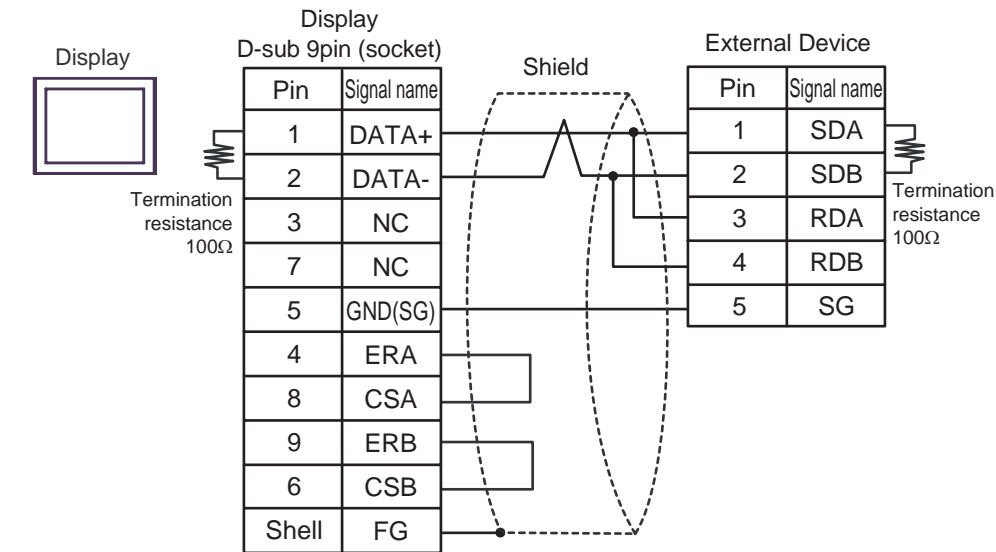 Display
Display
D-sub 9pin (socket)
Shield
External Device
Pin Signal name
1 DATA+
2 DATA-
3 NC
7 NC
5 GND(SG)
4 ERA
8 CSA
9 ERB
6 CSB
Shell FG
Termination
resistance
100Ω
Pin Signal name
1 SDA
2 SDB
3 RDA
4 RDB
5 SG
Termination
resistance
100Ω